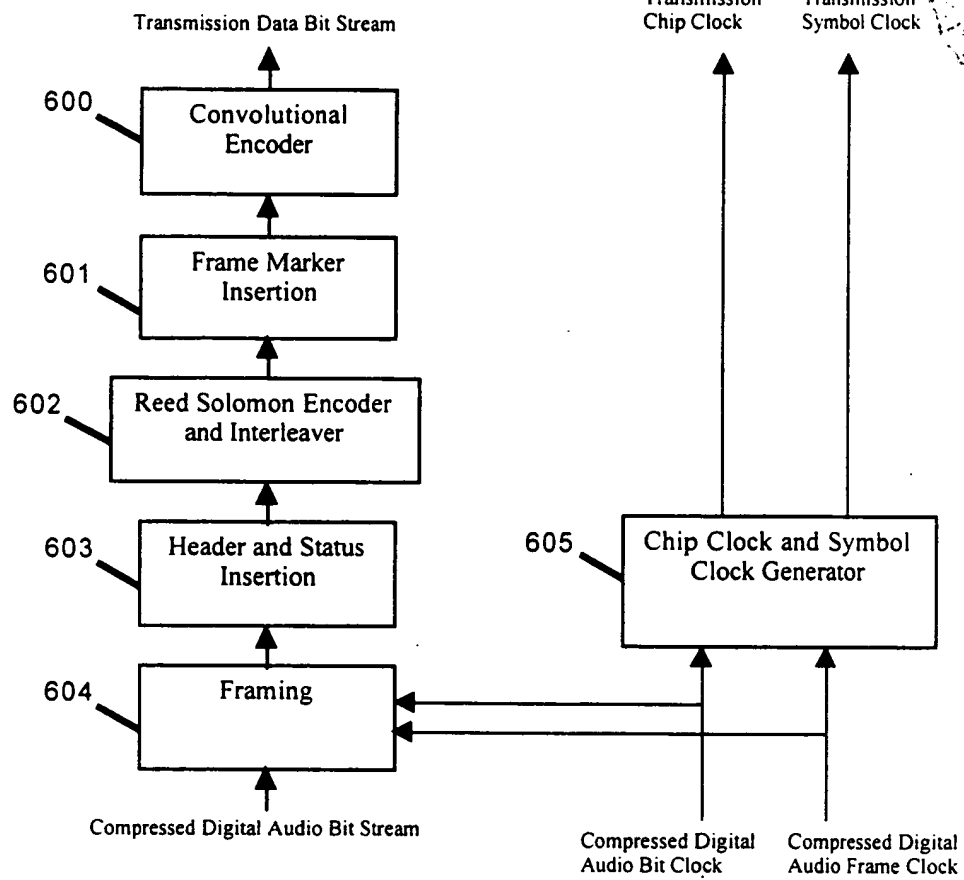 Transmission Data Bit Stream
Transmission
Chip Clock
Transmission
Symbol Clock
600
Convolutional
Encoder
601
Frame Marker
Insertion
602
Reed Solomon Encoder
and Interleaver
603
Header and Status
Insertion
605
Chip Clock and Symbol
Clock Generator
604
Framing
Compressed Digital Audio Bit Stream
Compressed Digital
Audio Bit Clock
Compressed Digital
Audio Frame Clock